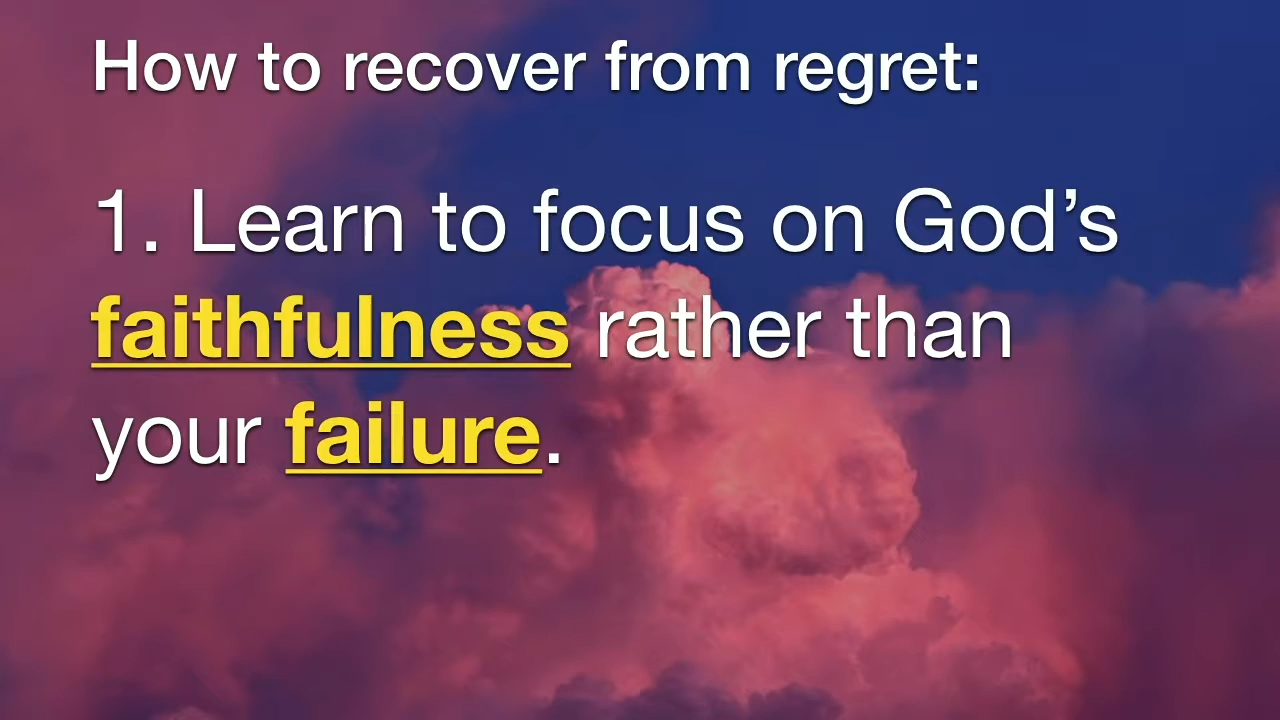 How to recover from regret:
1. Learn to focus on God’s
faithfulness rather than
your failure.